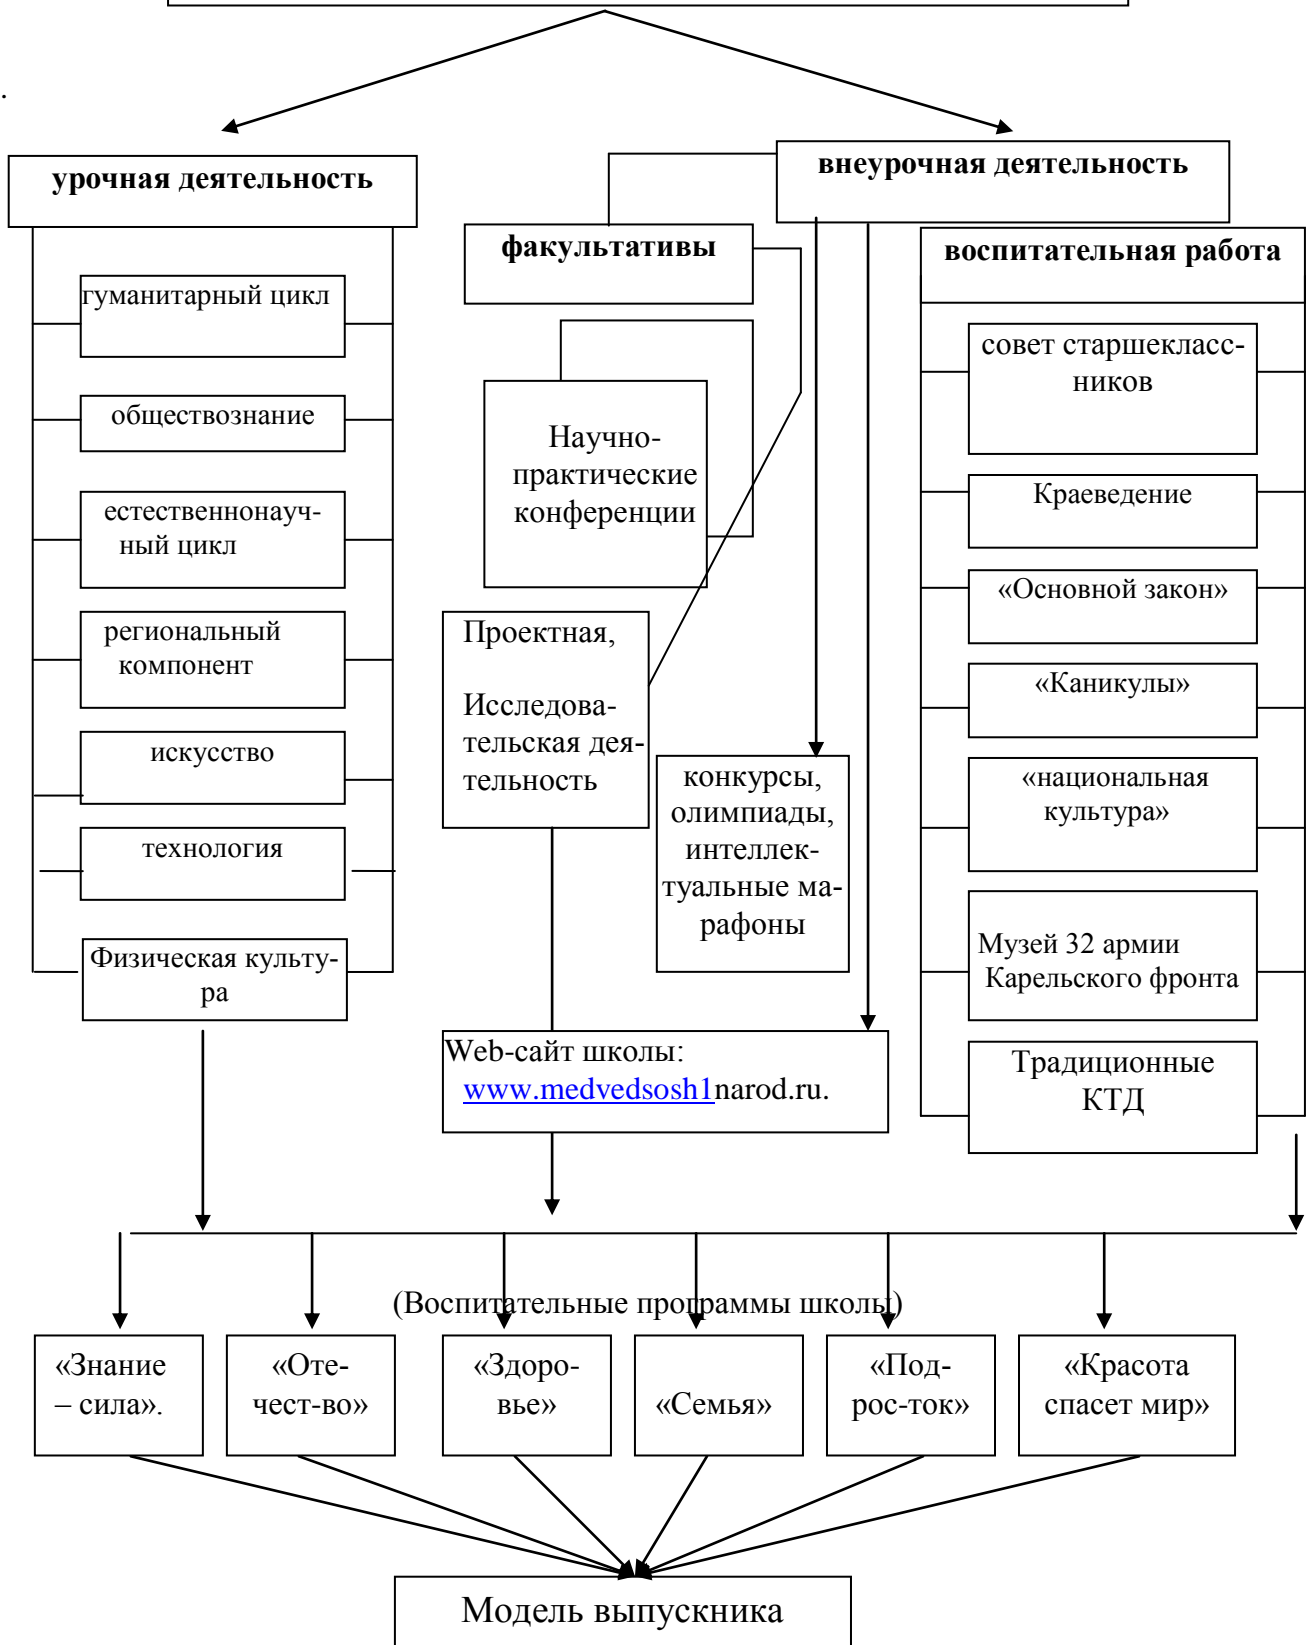 .
урочная деятельность
внеурочная деятельность
факультативы
воспитательная работа
гуманитарный цикл
обществознание
естественнонауч-
ный цикл
региональный
компонент
искусство
технология
Физическая культу-
ра
Научно-
практические
конференции
Проектная,
Исследова-
тельская дея-
тельность
конкурсы,
олимпиады,
интеллек-
туальные ма-
рафоны
Web-сайт школы:
www.medvedsosh1narod.ru.
совет старшекласс-
ников
Краеведение
«Основной закон»
«Каникулы»
«национальная
культура»
Музей 32 армии
Карельского фронта
Традиционные
КТД
(Воспитательные программы школы)
«Знание
– сила».
«Оте-
чест-во»
«Здоро-
вье»
«Семья»
«Под-
рос-ток»
«Красота
спасет мир»
Модель выпускника